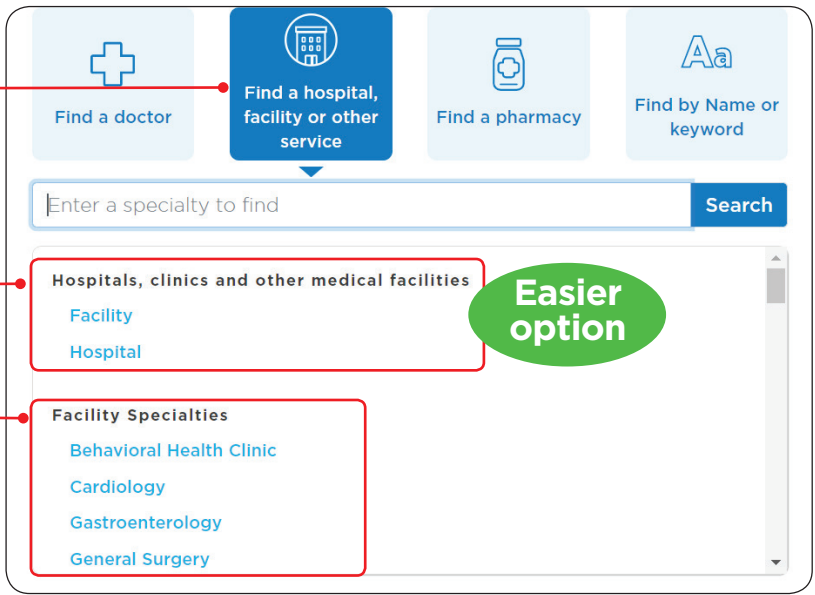 Find a doctor
Find a hospital,
facility or other
service
Find a pharmacy
Aa
Find by Name or
keyword
Enter a specialty to find
Search
Hospitals, clinics and other medical facilities
Facility
Hospital
Easier
option
Facility Specialties
Behavioral Health Clinic
Cardiology
Gastroenterology
General Surgery